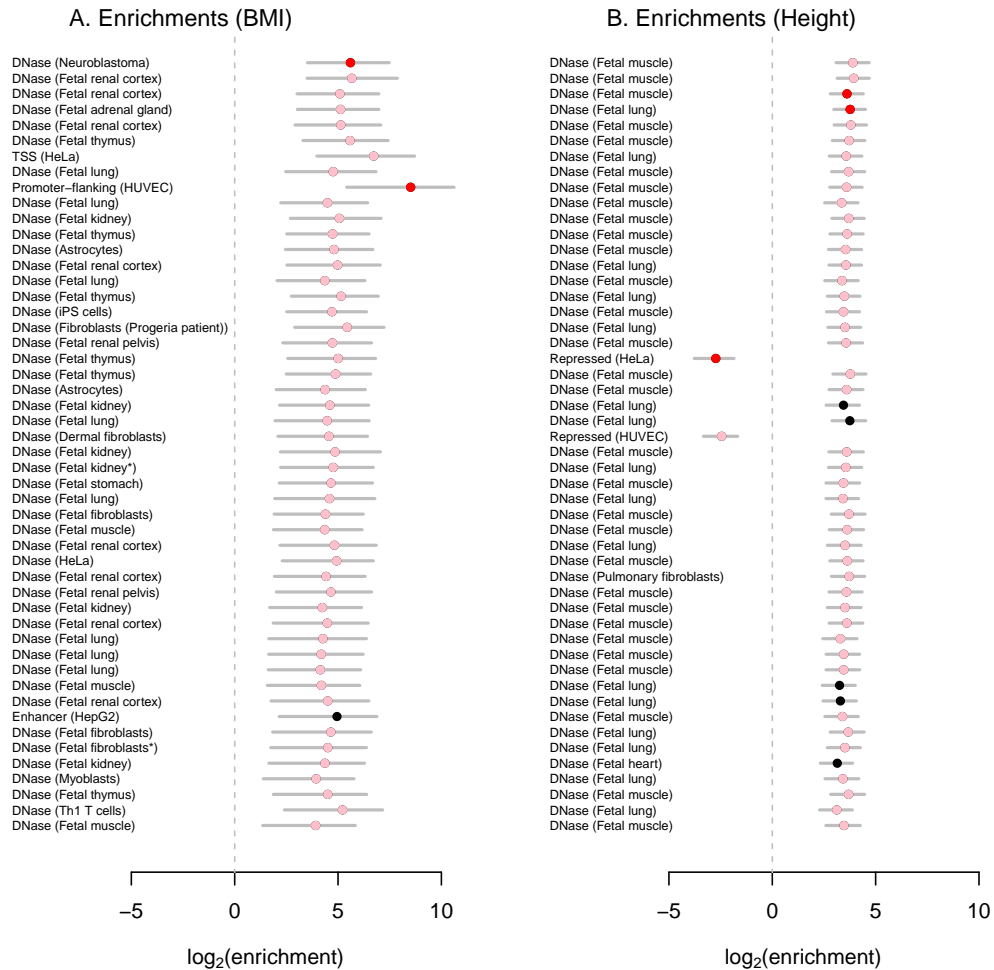 A. Enrichments (BMI)
DNase (Neuroblastoma)
DNase (Fetal renal cortex)
DNase (Fetal renal cortex)
DNase (Fetal adrenal gland)
DNase (Fetal renal cortex)
DNase (Fetal thymus)
TSS (HeLa)
DNase (Fetal lung)
Promoter−flanking (HUVEC)
DNase (Fetal lung)
DNase (Fetal kidney)
DNase (Fetal thymus)
DNase (Astrocytes)
DNase (Fetal renal cortex)
DNase (Fetal lung)
DNase (Fetal thymus)
DNase (iPS cells)
DNase (Fibroblasts (Progeria patient))
DNase (Fetal renal pelvis)
DNase (Fetal thymus)
DNase (Fetal thymus)
DNase (Astrocytes)
DNase (Fetal kidney)
DNase (Fetal lung)
DNase (Dermal fibroblasts)
DNase (Fetal kidney)
DNase (Fetal kidney*)
DNase (Fetal stomach)
DNase (Fetal lung)
DNase (Fetal fibroblasts)
DNase (Fetal muscle)
DNase (Fetal renal cortex)
DNase (HeLa)
DNase (Fetal renal cortex)
DNase (Fetal renal pelvis)
DNase (Fetal kidney)
DNase (Fetal renal cortex)
DNase (Fetal lung)
DNase (Fetal lung)
DNase (Fetal lung)
DNase (Fetal muscle)
DNase (Fetal renal cortex)
Enhancer (HepG2)
DNase (Fetal fibroblasts)
DNase (Fetal fibroblasts*)
DNase (Fetal kidney)
DNase (Myoblasts)
DNase (Fetal thymus)
DNase (Th1 T cells)
DNase (Fetal muscle)
−5 0 5 10
log2(enrichment)
B. Enrichments (Height)
DNase (Fetal muscle)
DNase (Fetal muscle)
DNase (Fetal muscle)
DNase (Fetal lung)
DNase (Fetal muscle)
DNase (Fetal muscle)
DNase (Fetal lung)
DNase (Fetal muscle)
DNase (Fetal muscle)
DNase (Fetal muscle)
DNase (Fetal muscle)
DNase (Fetal muscle)
DNase (Fetal muscle)
DNase (Fetal lung)
DNase (Fetal muscle)
DNase (Fetal lung)
DNase (Fetal muscle)
DNase (Fetal lung)
DNase (Fetal muscle)
Repressed (HeLa)
DNase (Fetal muscle)
DNase (Fetal muscle)
DNase (Fetal lung)
DNase (Fetal lung)
Repressed (HUVEC)
DNase (Fetal muscle)
DNase (Fetal lung)
DNase (Fetal muscle)
DNase (Fetal lung)
DNase (Fetal muscle)
DNase (Fetal muscle)
DNase (Fetal lung)
DNase (Fetal muscle)
DNase (Pulmonary fibroblasts)
DNase (Fetal muscle)
DNase (Fetal muscle)
DNase (Fetal muscle)
DNase (Fetal muscle)
DNase (Fetal muscle)
DNase (Fetal muscle)
DNase (Fetal lung)
DNase (Fetal lung)
DNase (Fetal muscle)
DNase (Fetal lung)
DNase (Fetal lung)
DNase (Fetal heart)
DNase (Fetal lung)
DNase (Fetal muscle)
DNase (Fetal lung)
DNase (Fetal muscle)
−5 0 5 10
log2(enrichment)